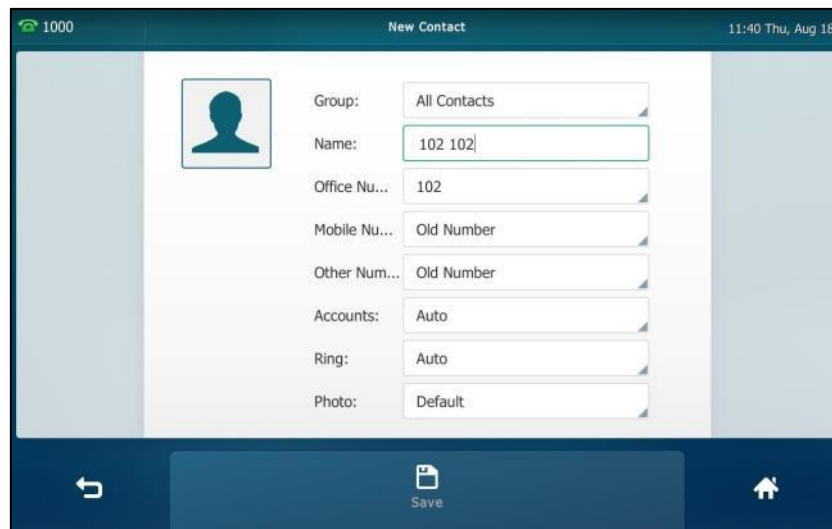 1000 New Contact 11:40 Thu, Aug 18
Group: All Contacts
Name: 102 102
Office Nu... 102
Mobile Nu... Old Number
Other Num... Old Number
Accounts: Auto
Ring: Auto
Photo: Default
Save